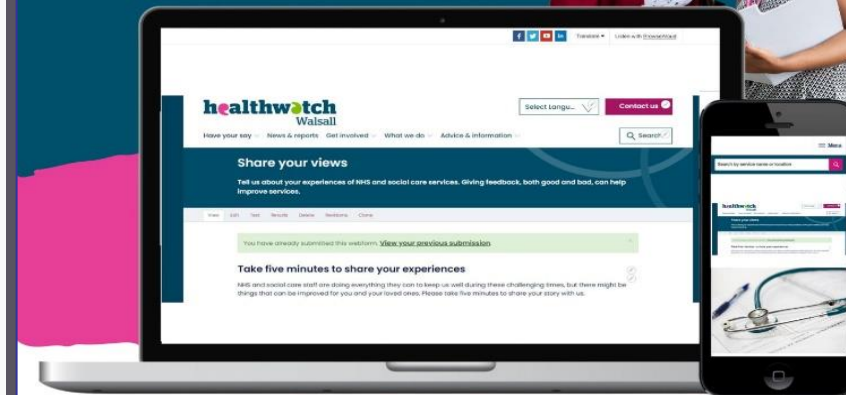 Translate
Listen with Browsealoud
healthwatch
Walsall
Select Langu...
Contact us
Have your say
News & reports
Get involved
What we do
Advice & information
Search
Share your views
Tell us about your experiences of NHS and social care services. Giving feedback, both good and bad, can help
improve services.
View Edit Test Results Delete Revisions Clone
You have already submitted this webform. View your previous submission.
Take five minutes to share your experiences
NHS and social care staff are doing everything they can to keep us well during these challenging times, but there might be
things that can be improved for you and your loved ones. Please take five minutes to share your story with us.
Menu
Search by service name or location
healthwatch